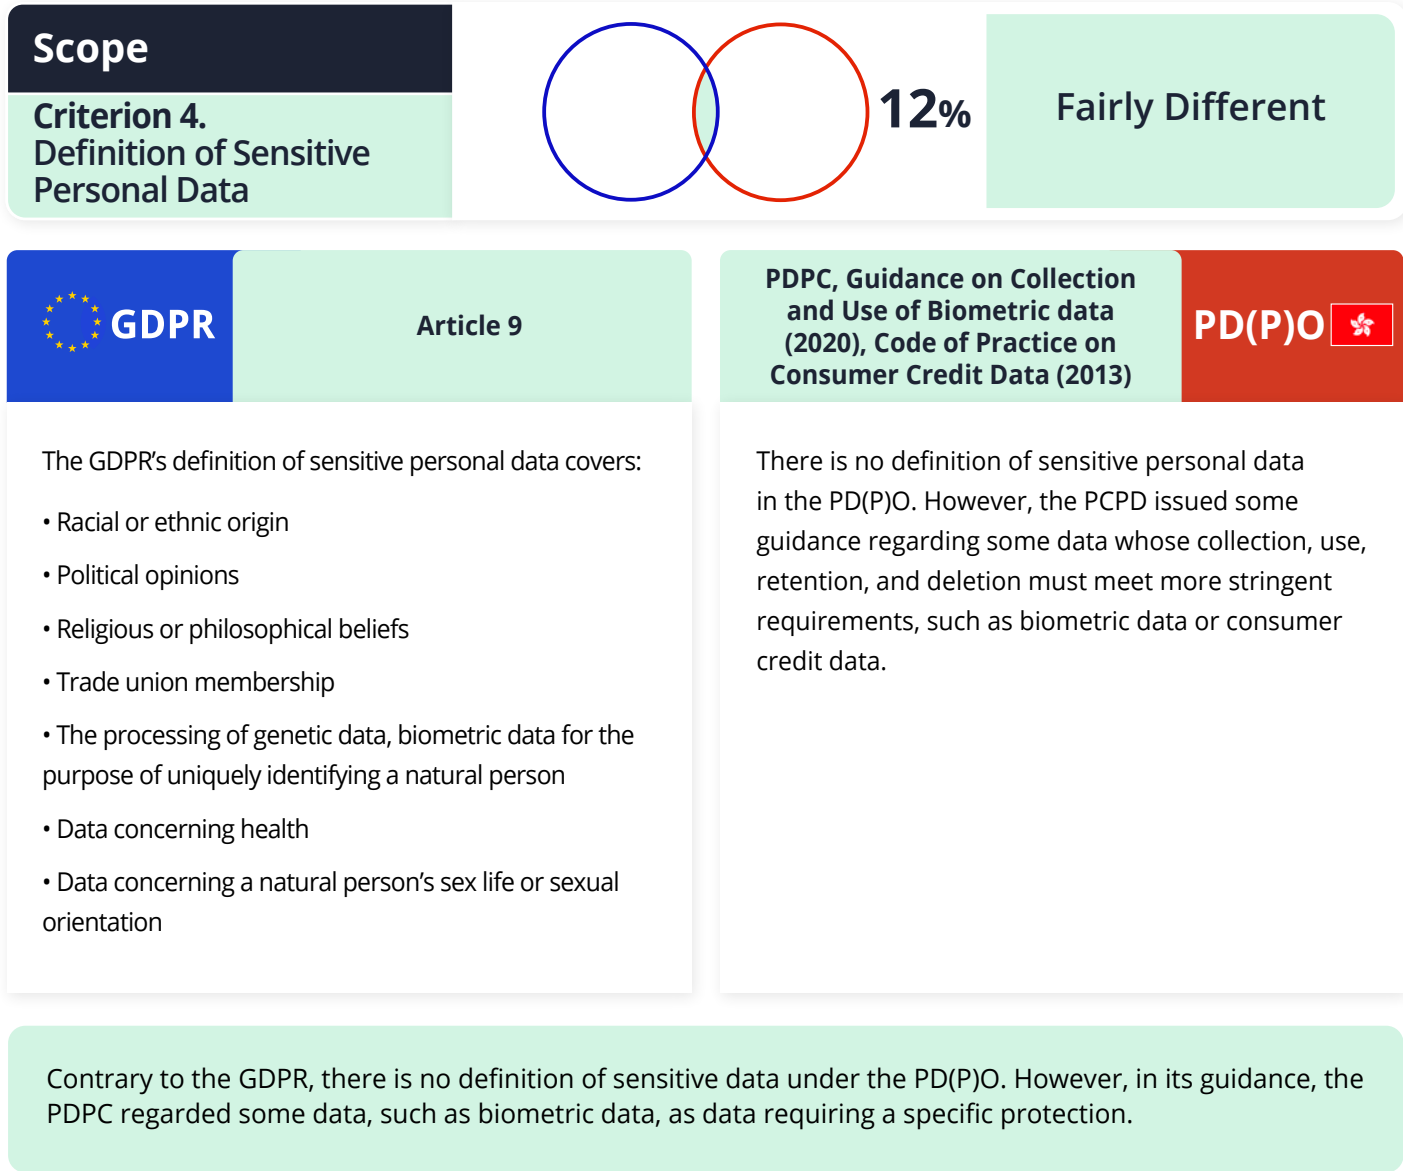 Scope
Criterion 4.
Definition of Sensitive
Personal Data
12%
Fairly Different
GDPR
Article 9
PDPC, Guidance on Collection
and Use of Biometric data
(2020), Code of Practice on
Consumer Credit Data (2013)
PD(P)O
The GDPR’s definition of sensitive personal data covers:
• Racial or ethnic origin
• Political opinions
• Religious or philosophical beliefs
• Trade union membership
• The processing of genetic data, biometric data for the
purpose of uniquely identifying a natural person
• Data concerning health
• Data concerning a natural person’s sex life or sexual
orientation
There is no definition of sensitive personal data
in the PD(P)O. However, the PCPD issued some
guidance regarding some data whose collection, use,
retention, and deletion must meet more stringent
requirements, such as biometric data or consumer
credit data.
Contrary to the GDPR, there is no definition of sensitive data under the PD(P)O. However, in its guidance, the
PDPC regarded some data, such as biometric data, as data requiring a specific protection.